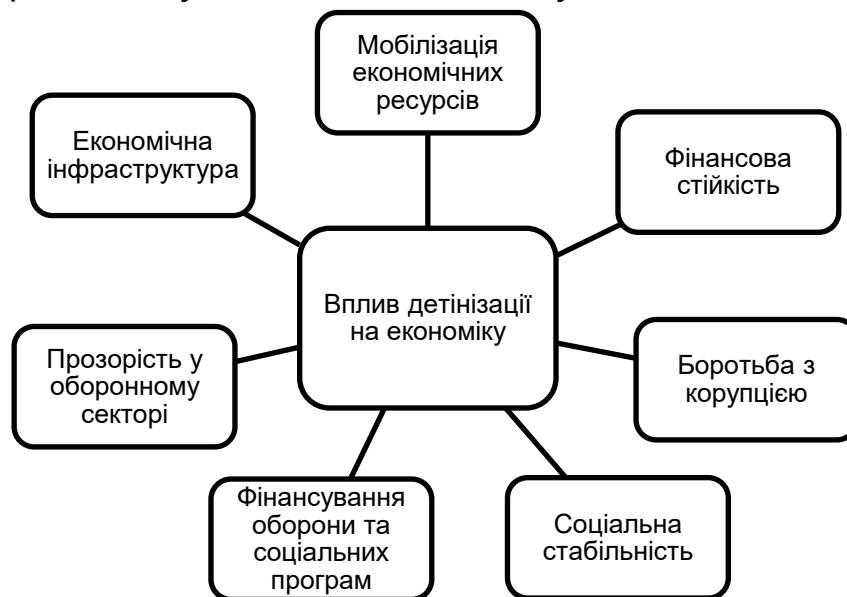 Мобілізація
економічних
ресурсів
Економічна
інфраструктура
Фінансова
стійкість
Вплив детінізації
на економіку
Прозорість у
оборонному
секторі
Боротьба з
корупцією
Фінансування
оборони та
соціальних
програм
Соціальна
стабільність